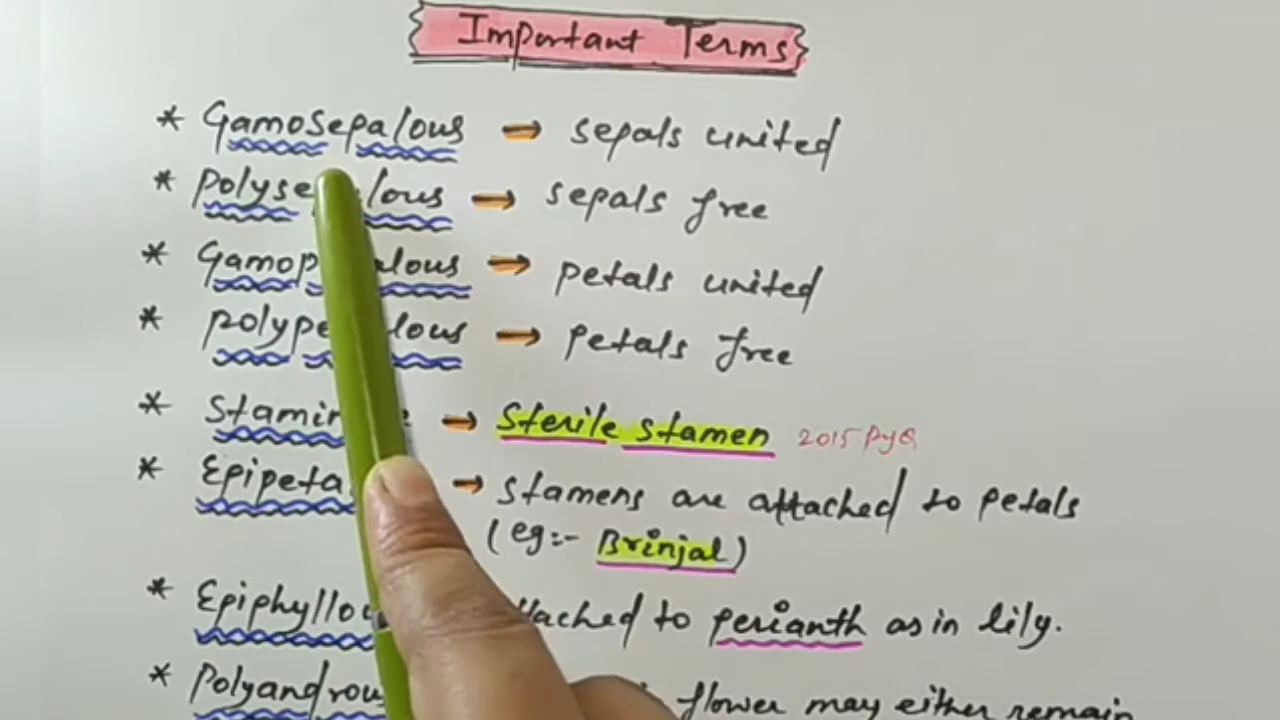 Important Terms
* Gamosepalous → sepals united
* Polysepalous → sepals free
* Gamopetalous → petals united
* polypetalous → petals free
* → Sterile stamen 2015 PyQ
* → stamens are attached to petals
(eg:- Brinjal)
* to perianth as in lily.
* flower may either remain